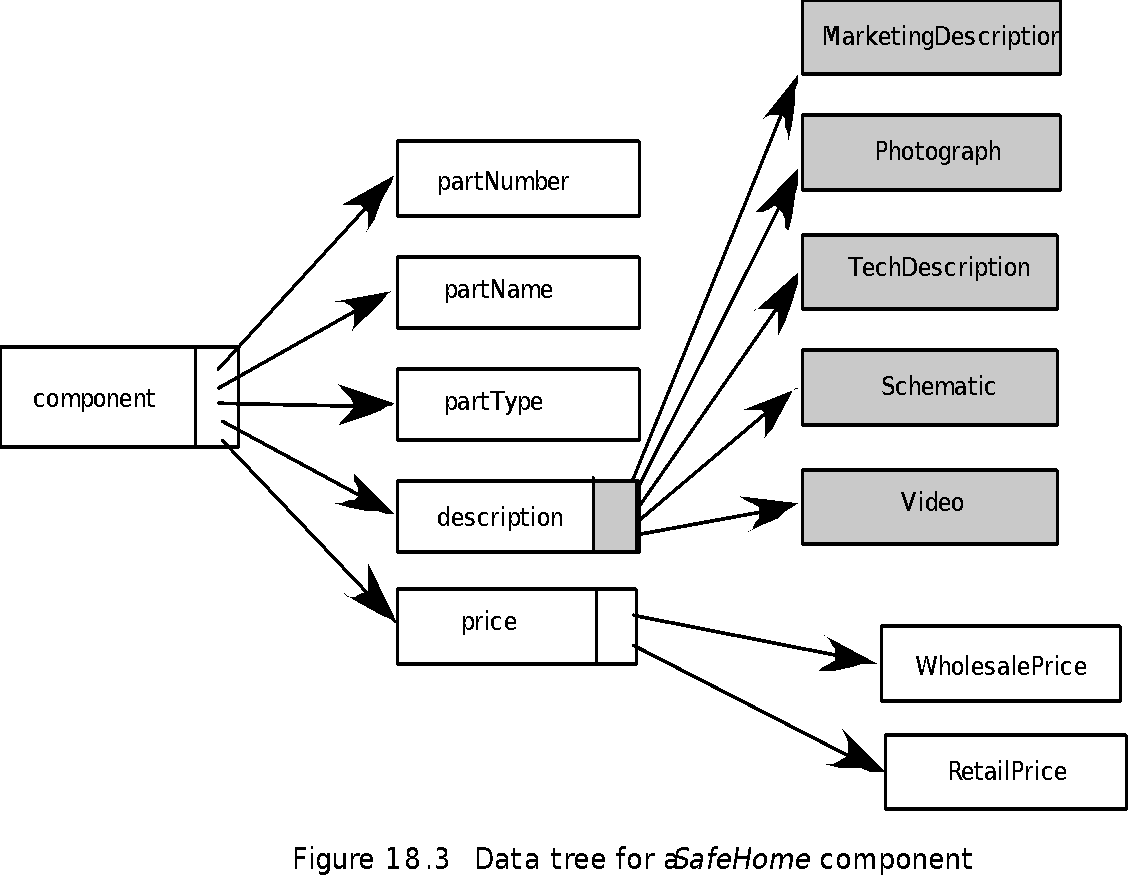 MarketingDescription
Photograph
partNumber
TechDescription
partName
component
partType
Schematic
description
Video
price
WholesalePrice
RetailPrice
Figure 18.3 Data tree for a SafeHome component